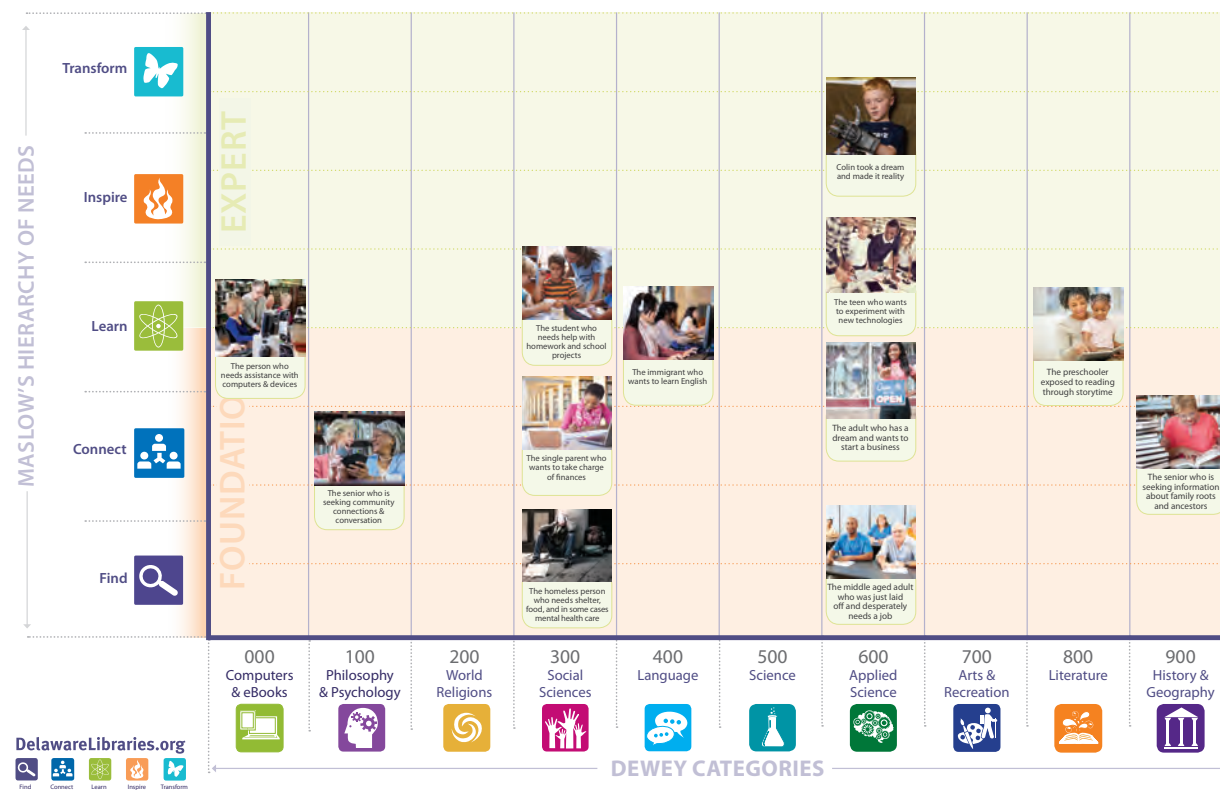 MASLOW'S HIERARCHY OF NEEDS
Transform
Inspire
Learn
Connect
Find
EXPERT
FOUNDATIO
Colin took a dream
and made it reality
The teen who wants
to experiment with
new technologies
The person who
needs assistance with
computers & devices
The student who
needs help with
homework and school
projects
The immigrant who
wants to learn English
The preschooler
exposed to reading
through storytime
OPEN
The adult who has a
dream and wants to
start a business
The single parent who
wants to take charge
of finances
The senior who is
seeking community
connections &
conversation
The senior who is
seeking information
about family roots
and ancestors
The homeless person
who needs shelter,
food, and in some cases
mental health care
The middle aged adult
who was just laid
off and desperately
needs a job
000
Computers
& eBooks
100
Philosophy
& Psychology
200
World
Religions
300
Social
Sciences
400
Language
500
Science
600
Applied
Science
700
Arts &
Recreation
800
Literature
900
History &
Geography
DEWEY CATEGORIES
DelawareLibraries.org
Find
Connect
Learn
Inspire
Transform